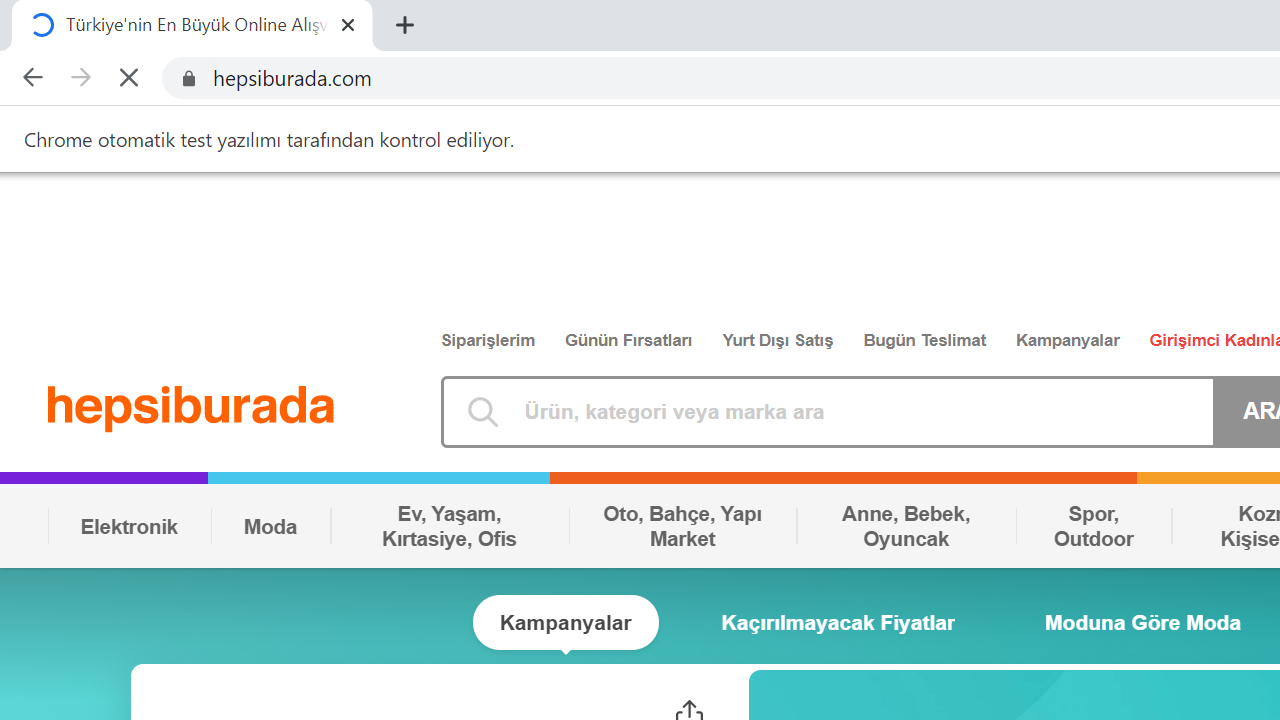 Türkiye'nin En Büyük Online Alışv
hepsiburada.com
Chrome otomatik test yazılımı tarafından kontrol ediliyor.
Siparişlerim Günün Fırsatları Yurt Dışı Satış Bugün Teslimat Kampanyalar Girişimci Kadınla
hepsiburada
Ürün, kategori veya marka ara
ARA
Elektronik
Moda
Ev, Yaşam,
Kırtasiye, Ofis
Oto, Bahçe, Yapı
Market
Anne, Bebek,
Oyuncak
Spor,
Outdoor
Kozm
Kişise
Kampanyalar
Kaçırılmayacak Fiyatlar
Moduna Göre Moda